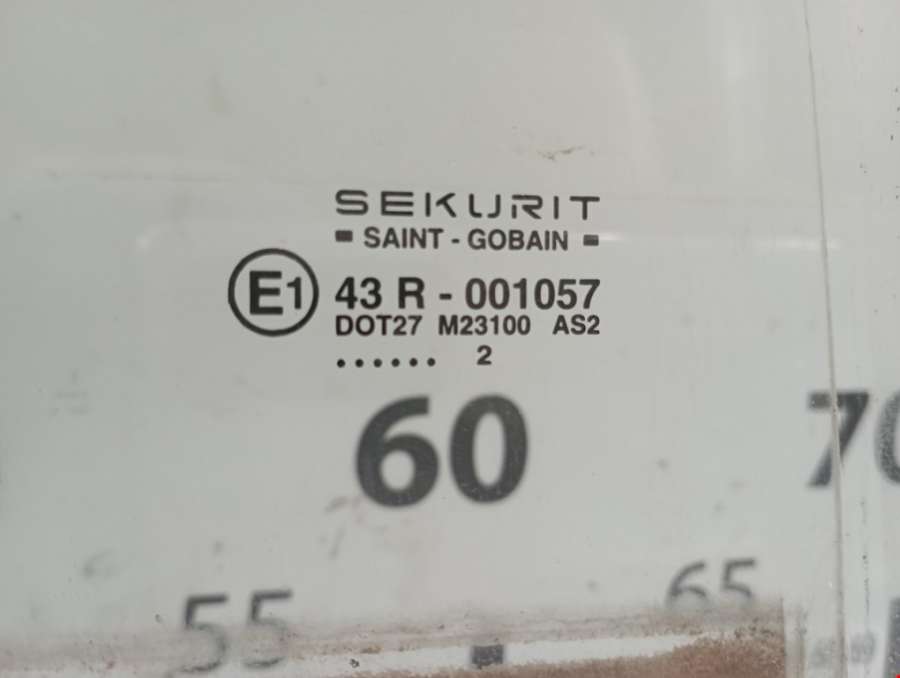 SEKURIT
SAINT - GOBAIN
E1 43 R - 001057
DOT27 M23100 AS2
...... 2
60
70
55
65